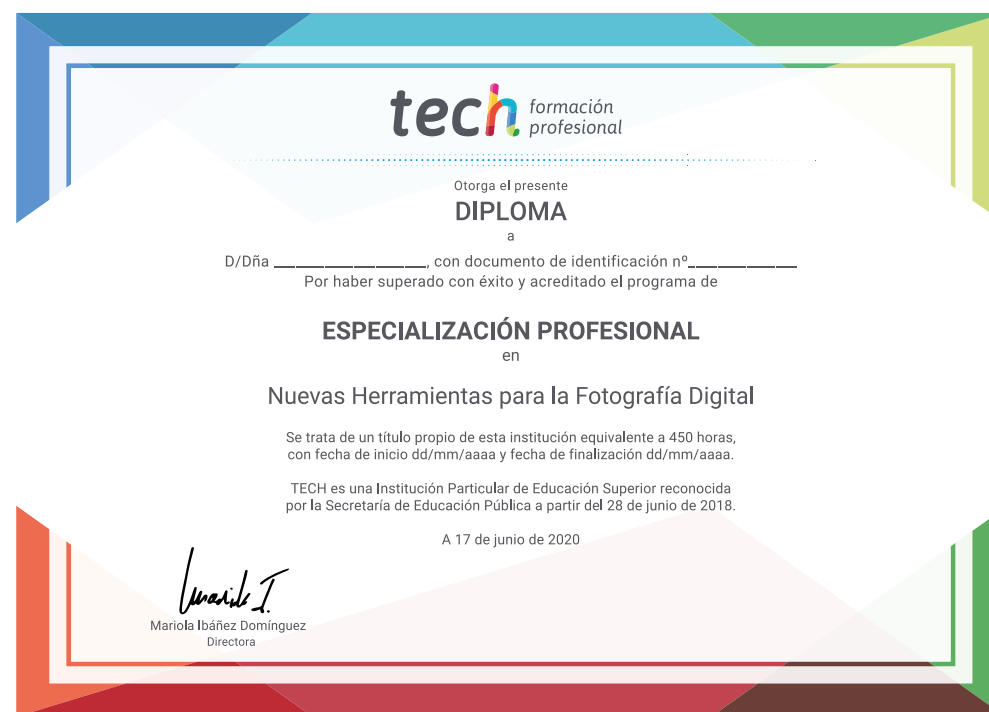 tech formación
profesional
Otorga el presente
DIPLOMA
a
D/Dña ________________, con documento de identificación nº____________
Por haber superado con éxito y acreditado el programa de
ESPECIALIZACIÓN PROFESIONAL
en
Nuevas Herramientas para la Fotografía Digital
Se trata de un título propio de esta institución equivalente a 450 horas,
con fecha de inicio dd/mm/aaaa y fecha de finalización dd/mm/aaaa.
TECH es una Institución Particular de Educación Superior reconocida
por la Secretaría de Educación Pública a partir del 28 de junio de 2018.
A 17 de junio de 2020
Mariola Ibáñez Domínguez
Directora